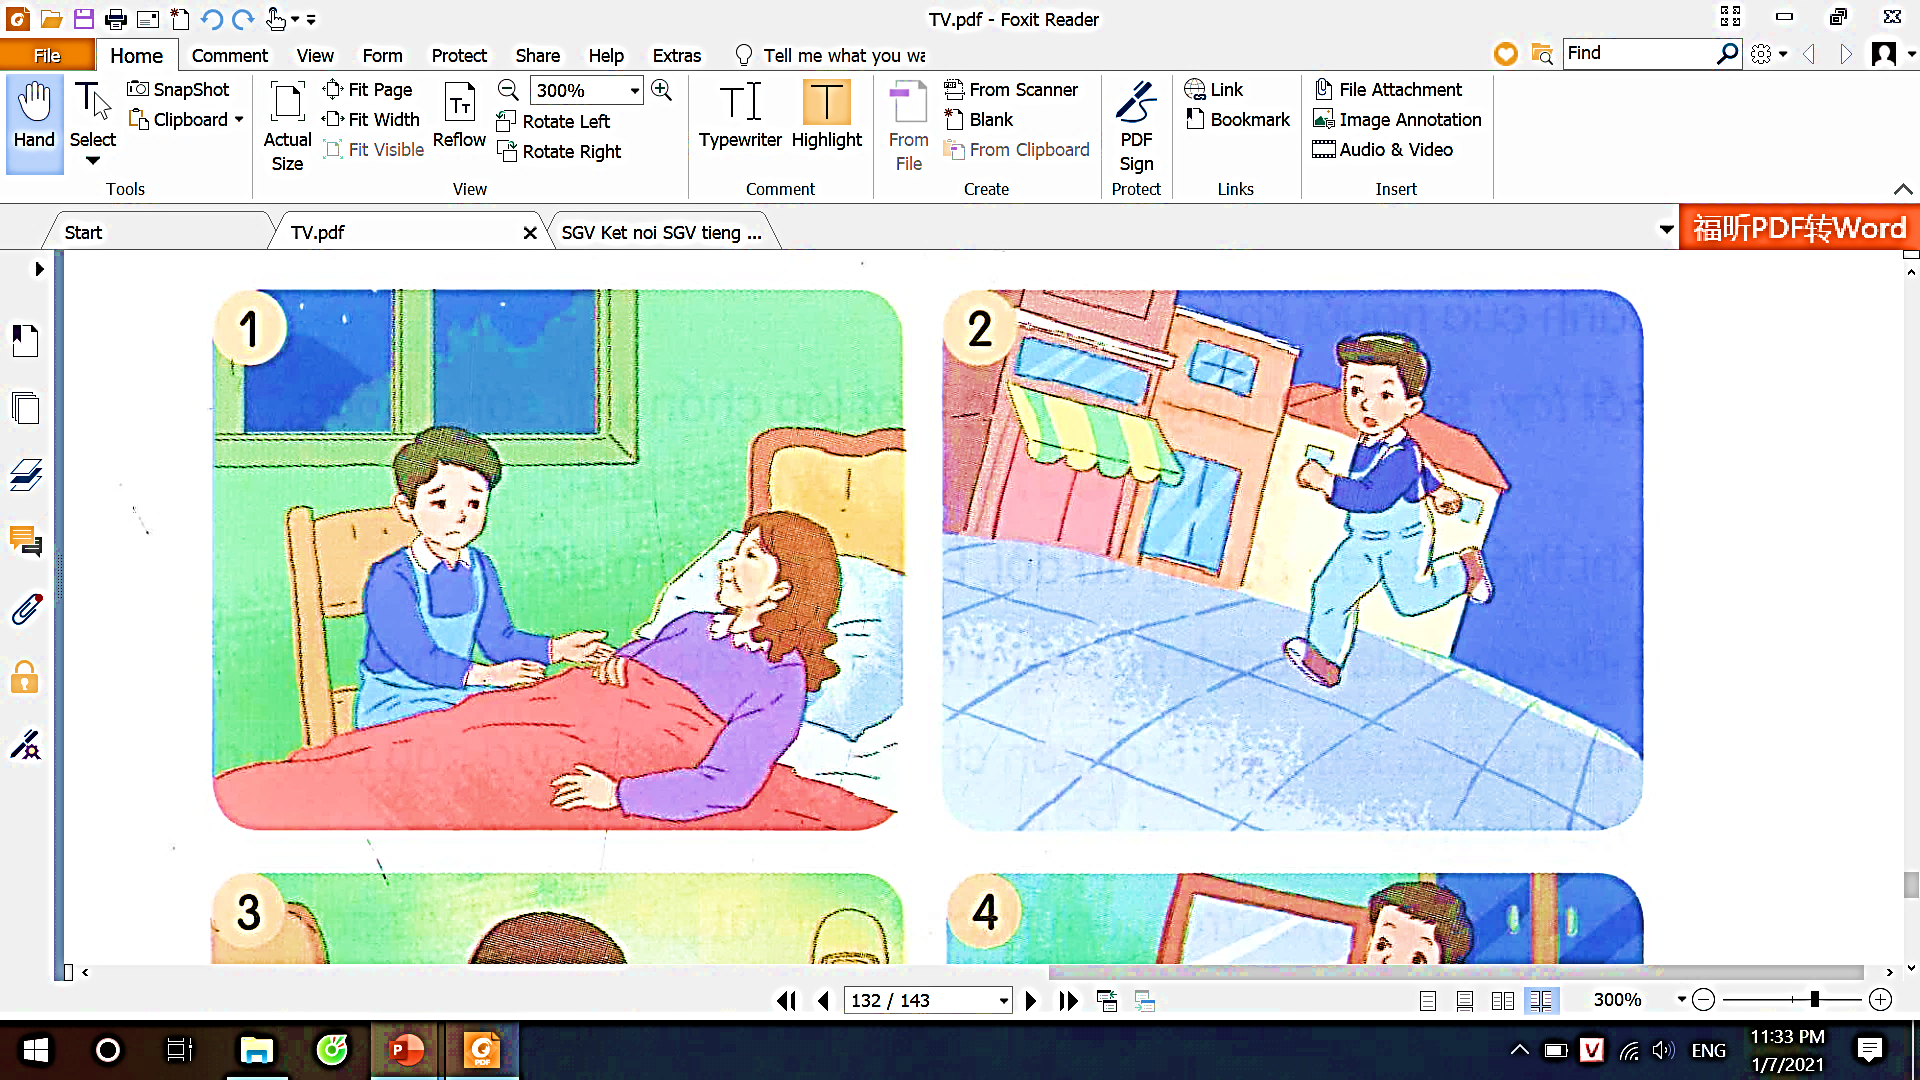 TV.pdf - Foxit Reader
File Home Comment View Form Protect Share Help Extras Tell me what you wa Find
Hand
Select
SnapShot
Clipboard
Tools
Actual Size
Fit Page
Fit Width
Fit Visible
Reflow
300%
Rotate Left
Rotate Right
View
Typewriter
Highlight
Comment
From File
From Scanner
Blank
From Clipboard
Create
PDF Sign
Protect
Link
Bookmark
Links
File Attachment
Image Annotation
Audio & Video
Insert
Start
TV.pdf
SGV Ket noi SGV tieng ...
福昕PDF转Word
1
2
3
4
132 / 143
300%
ENG
11:33 PM
1/7/2021